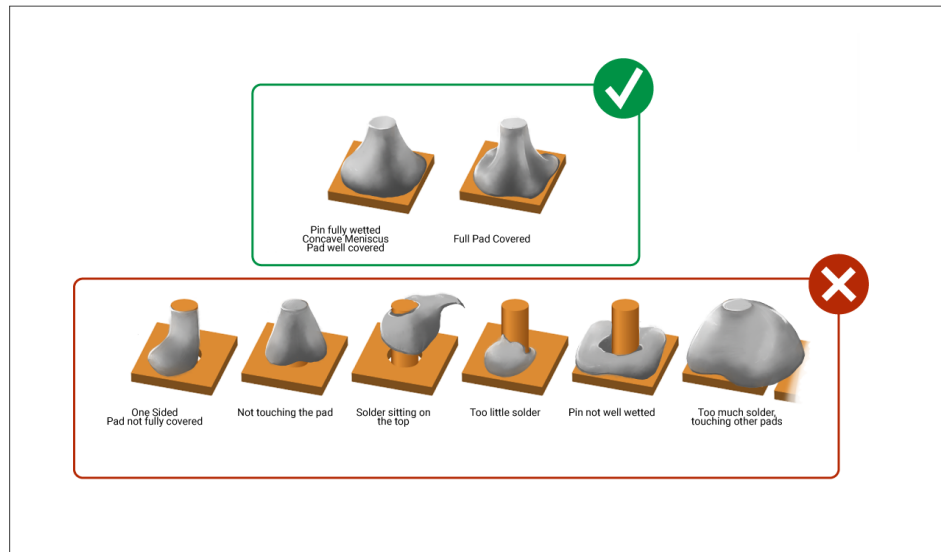 Pin fully wetted
Concave Meniscus
Pad well covered
Full Pad Covered
One Sided
Pad not fully covered
Not touching the pad
Solder sitting on
the top
Too little solder
Pin not well wetted
Too much solder,
touching other pads